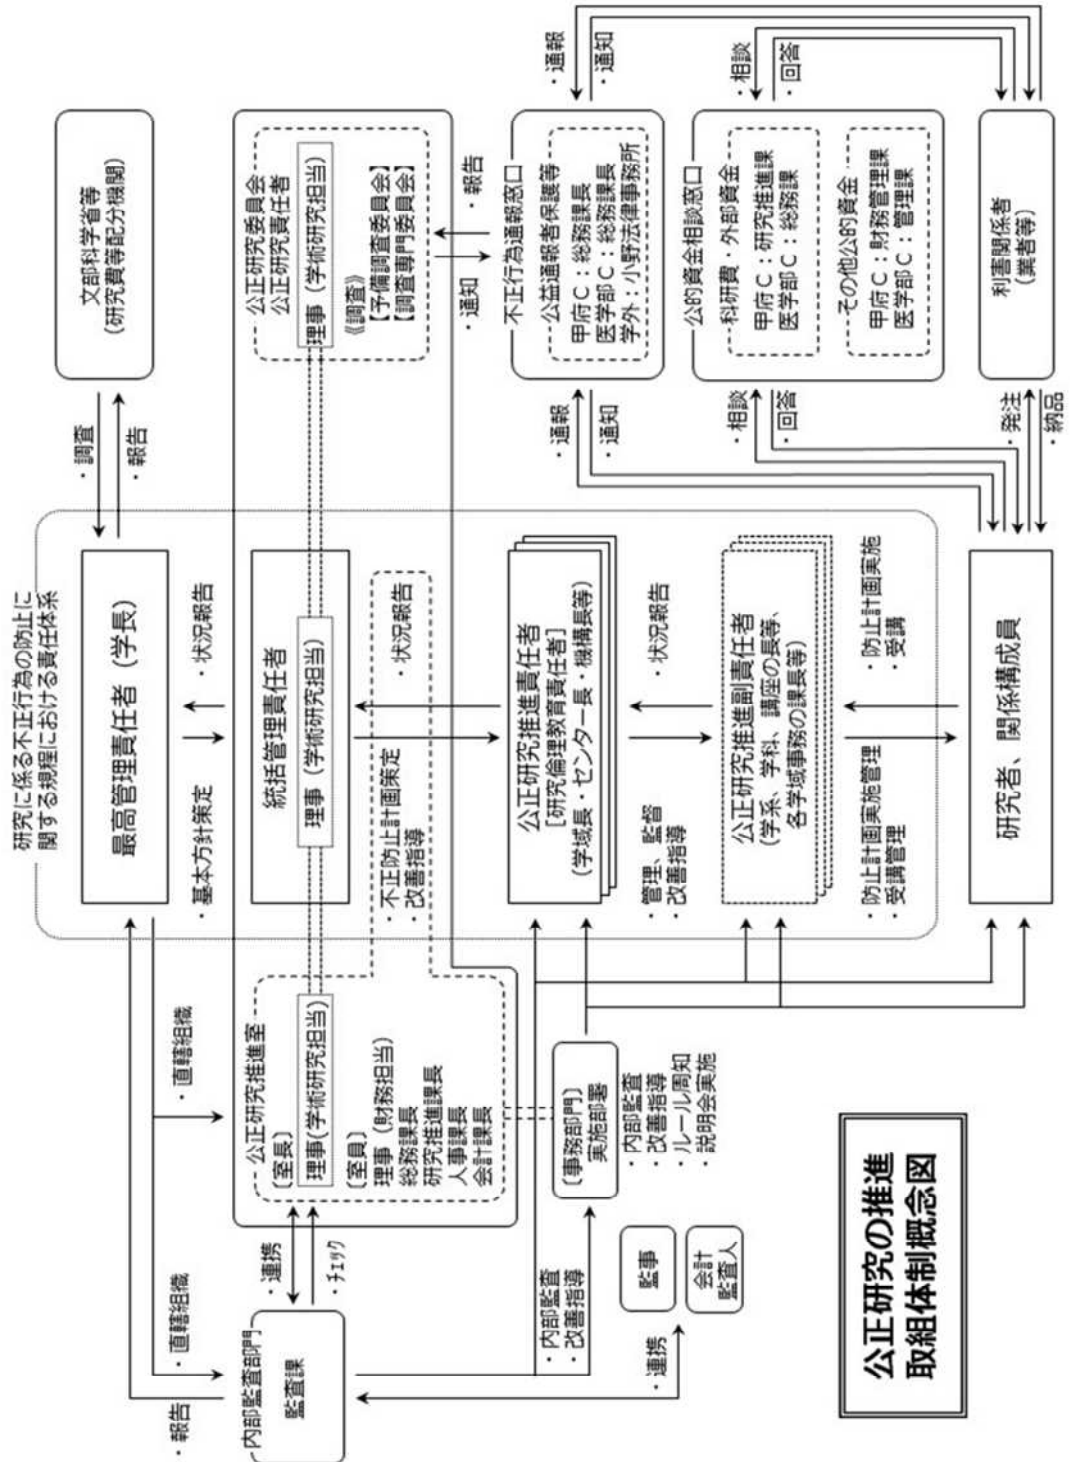 研究に係る不正行為の防止に
関する規程における責任体系
最高管理責任者（学長）
・調査
・報告
文部科学省等
（研究費等配分機関）
・報告
・直轄組織
・直轄組織
・基本方針策定
・状況報告
内部監査部門
監査課
・連携
・チェック
公正研究推進室
〔室長〕
理事(学術研究担当)
〔室員〕
理事（財務担当）
総務課長
研究推進課長
人事課長
会計課長
統括管理責任者
理事（学術研究担当）
公正研究委員会
公正研究責任者
理事（学術研究担当）
《調査》
【予備調査委員会】
【調査専門委員会】
・不正防止計画策定
・改善指導
・状況報告
・通知
・報告
公正研究推進責任者
［研究倫理教育責任者］
（学域長・センター長・機構長等）
不正行為通報窓口
公益通報者保護等
甲府Ｃ：総務課長
医学部Ｃ：総務課長
学外：小野法律事務所
・通報
・通知
・通報
・通知
・内部監査
・改善指導
〔事務部門〕
実施部署
・内部監査
・改善指導
・ルール周知
・説明会実施
・管理、監督
・改善指導
・状況報告
公的資金相談窓口
科研費・外部資金
甲府Ｃ：研究推進課
医学部Ｃ：総務課
その他公的資金
甲府Ｃ：財務管理課
医学部Ｃ：管理課
・相談
・回答
・相談
・回答
監事
会計
監査人
・連携
公正研究推進副責任者
（学系、学科、講座の長等、
各学域事務の課長等）
・防止計画実施管理
・受講管理
・防止計画実施
・受講
研究者、関係構成員
・発注
・納品
利害関係者
（業者等）
公正研究の推進
取組体制概念図